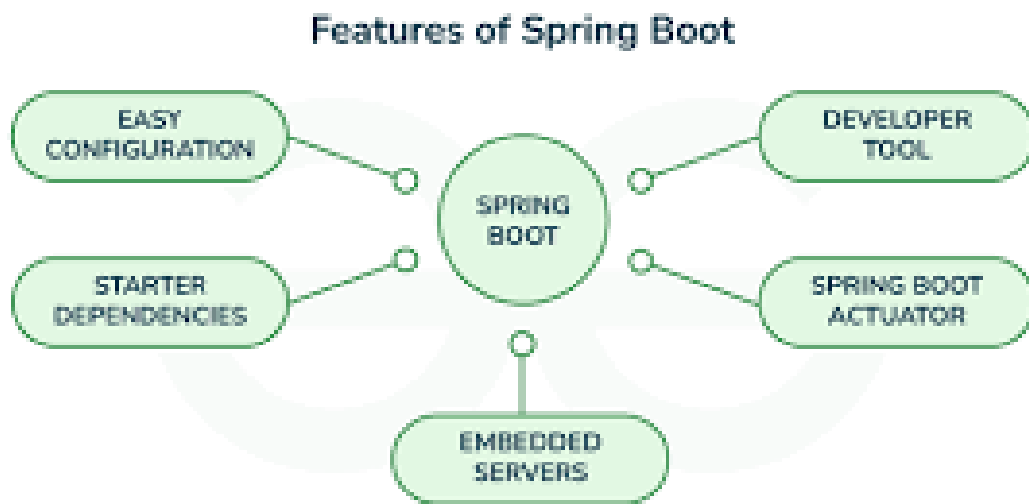 Features of Spring Boot
EASY
CONFIGURATION
DEVELOPER
TOOL
SPRING
BOOT
STARTER
DEPENDENCIES
SPRING BOOT
ACTUATOR
EMBEDDED
SERVERS